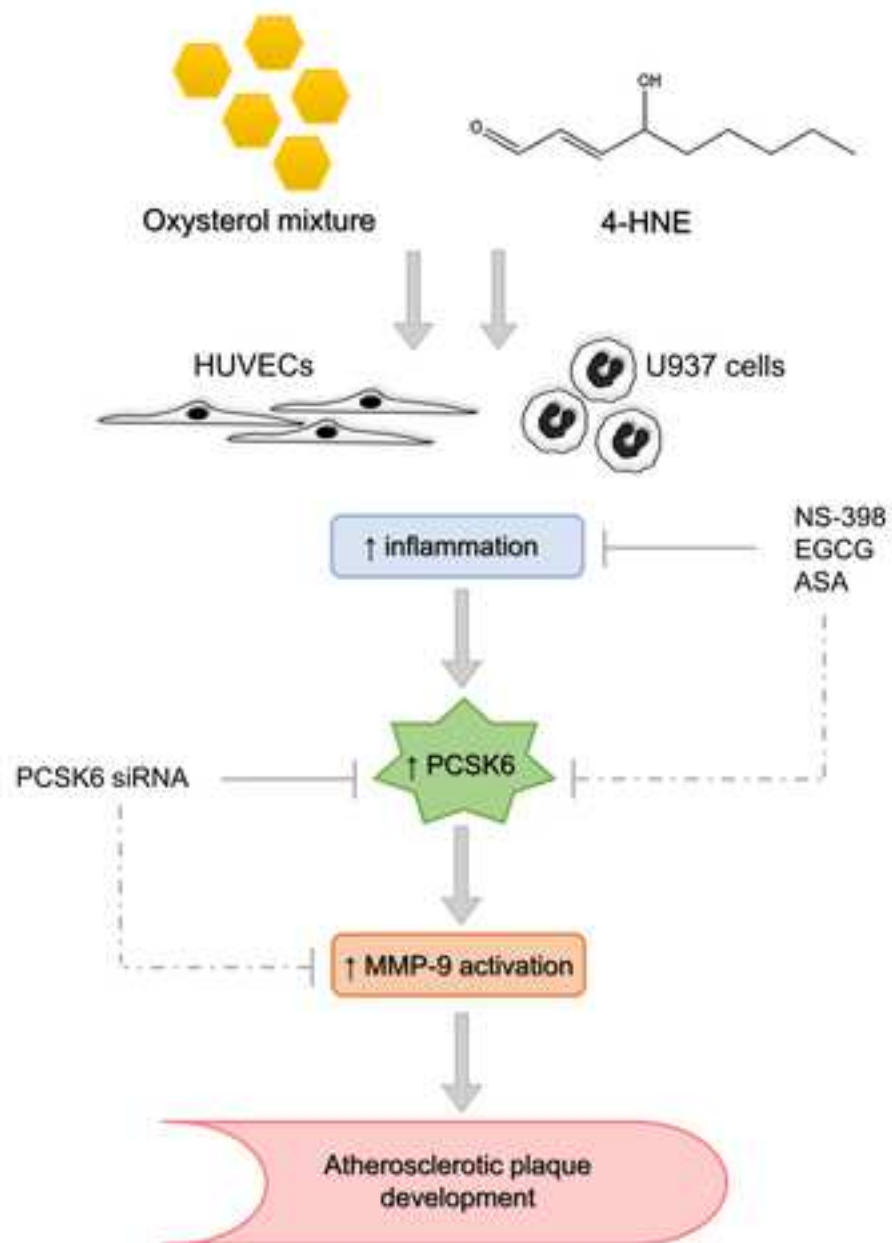 OH
O
Oxysterol mixture
4-HNE
HUVECs
U937 cells
↑ inflammation
NS-398
EGCG
ASA
↑ PCSK6
PCSK6 siRNA
↑ MMP-9 activation
Atherosclerotic plaque
development